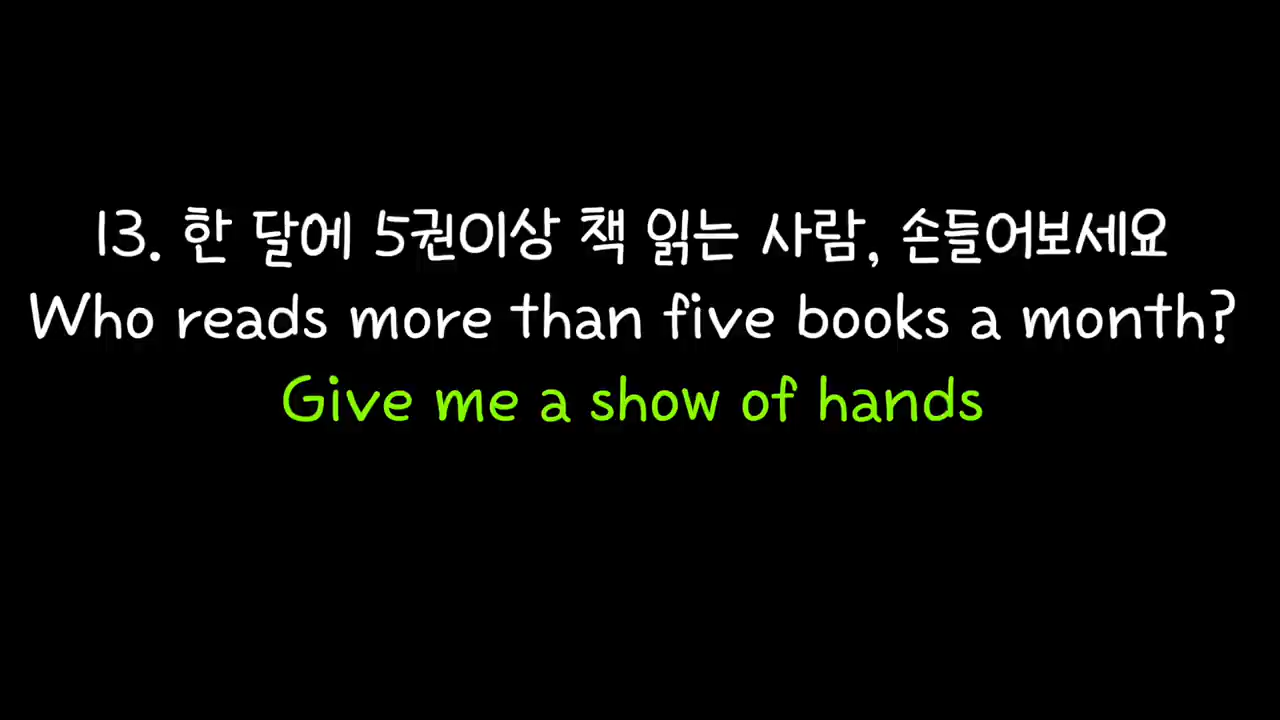 13. 한 달에 5권이상 책 읽는 사람, 손들어보세요
Who reads more than five books a month?
Give me a show of hands